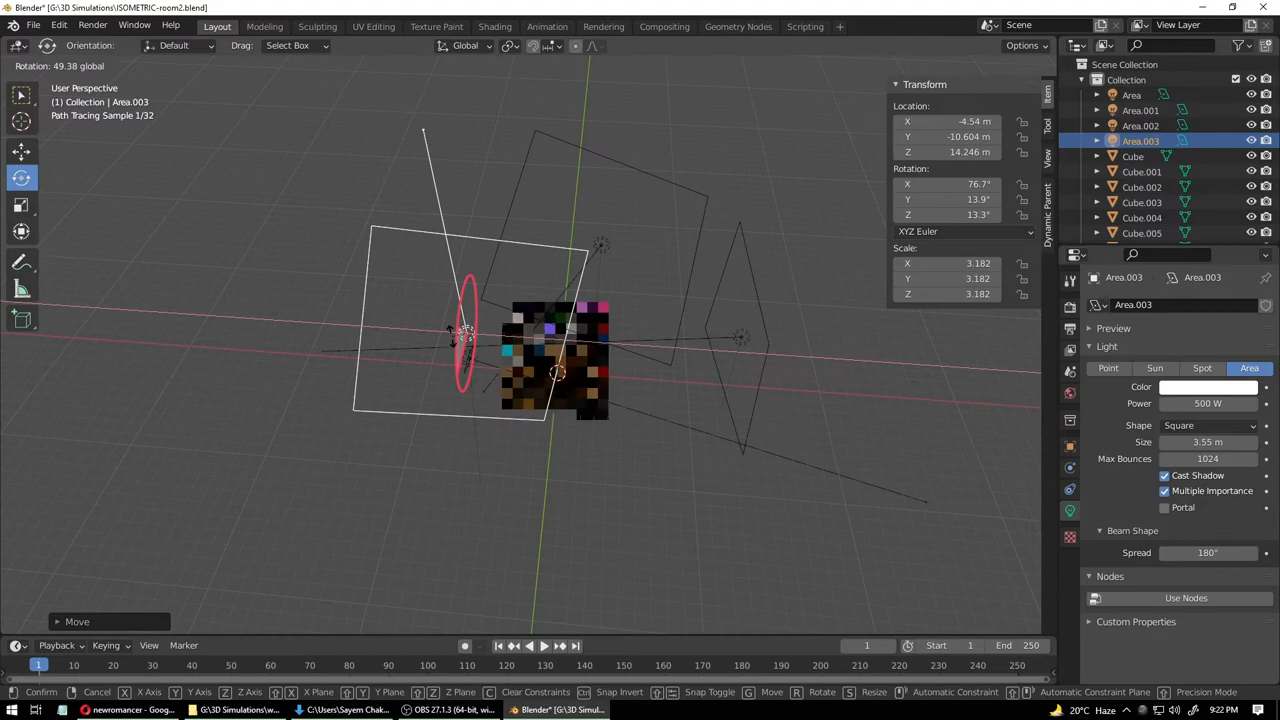 Blender* [G:\3D Simulations\ISOMETRIC-room2.blend]
File Edit Render Window Help Layout Modeling Sculpting UV Editing Texture Paint Shading Animation Rendering Compositing Geometry Nodes Scripting Scene View Layer
Orientation: Default Drag: Select Box Global Options
Rotation: 49.38 global
User Perspective
(1) Collection | Area.003
Path Tracing Sample 1/32
Transform
Location:
X -4.54 m
Y -10.604 m
Z 14.246 m
Rotation:
X 76.7°
Y 13.9°
Z 13.3°
XYZ Euler
Scale:
X 3.182
Y 3.182
Z 3.182
Item
Tool
View
Dynamic Parent
Scene Collection
Collection
Area
Area.001
Area.002
Area.003
Cube
Cube.001
Cube.002
Cube.003
Cube.004
Cube.005
Area.003 Area.003
Area.003
Preview
Light
Point Sun Spot Area
Color
Power 500 W
Shape Square
Size 3.55 m
Max Bounces 1024
Cast Shadow
Multiple Importance
Portal
Beam Shape
Spread 180°
Nodes
Use Nodes
Custom Properties
Move
Playback Keying View Marker 1 Start 1 End 250
1 10 20 30 40 50 60 70 80 90 100 110 120 130 140 150 160 170 180 190 200 210 220 230 240 250
Confirm Cancel X X Axis Y Y Axis Z Z Axis X X Plane Y Y Plane Z Z Plane C Clear Constraints Ctrl Snap Invert Snap Toggle G Move R Rotate S Resize Automatic Constraint Automatic Constraint Plane Precision Mode
newromancer - Goog... G:\3D Simulations\w... C:\Users\Sayem Chak... OBS 27.1.3 (64-bit, wi... Blender* [G:\3D Simul... 20°C Haze 9:22 PM